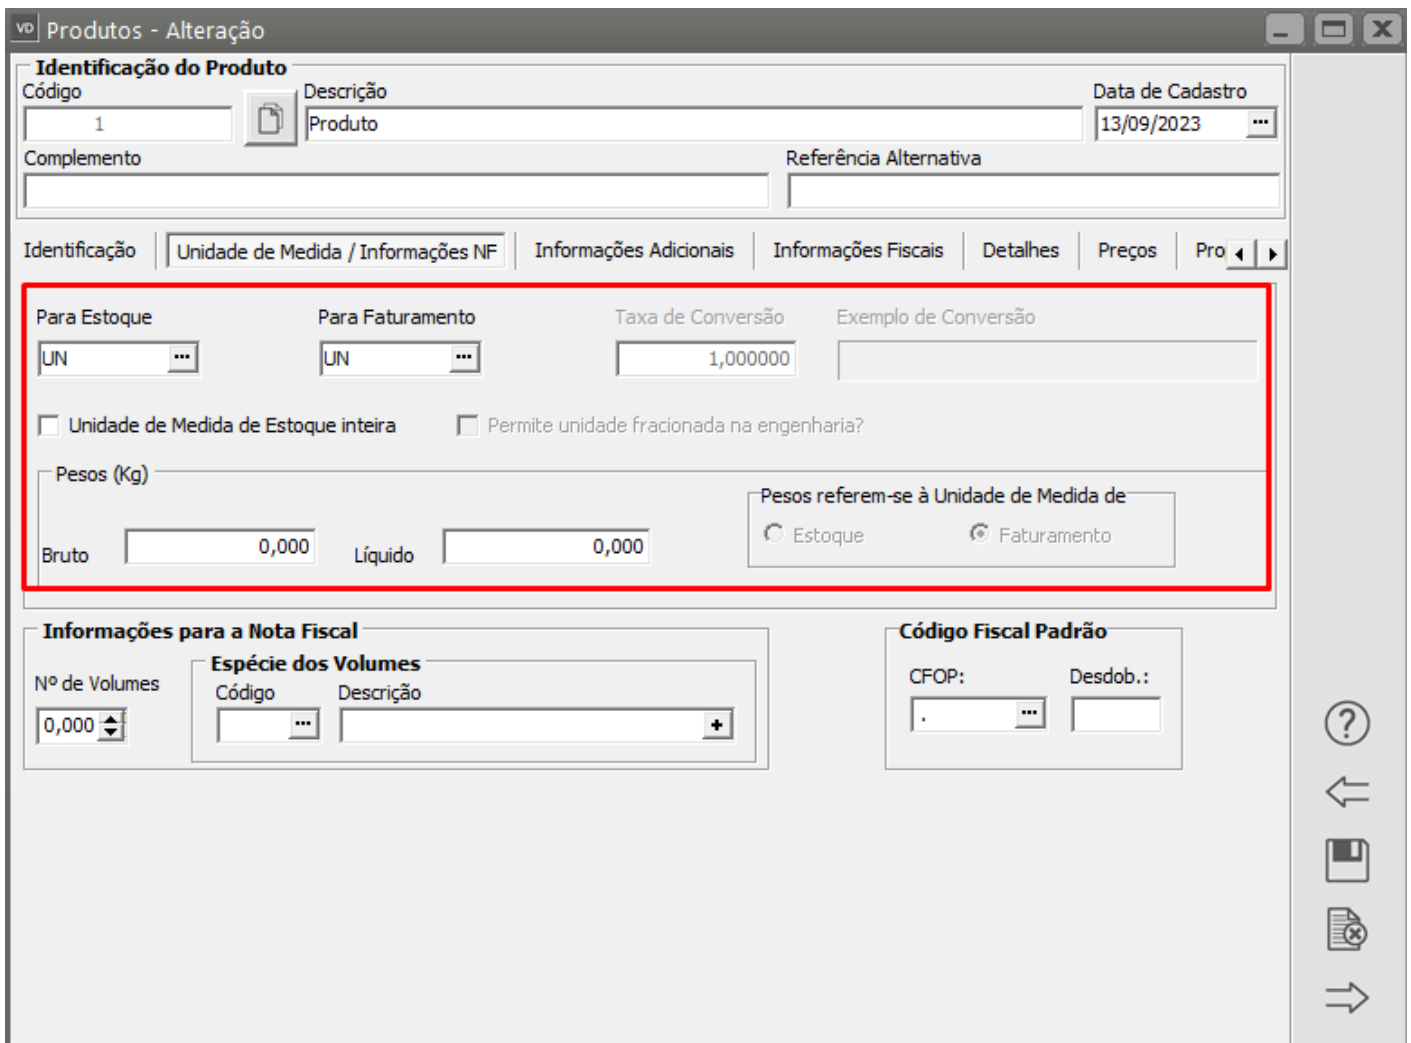 VD Produtos - Alteração
Identificação do Produto
Código Descrição Data de Cadastro
1 Produto 13/09/2023 ...
Complemento Referência Alternativa
Identificação Unidade de Medida / Informações NF Informações Adicionais Informações Fiscais Detalhes Preços Pro
Para Estoque Para Faturamento Taxa de Conversão Exemplo de Conversão
UN ... UN ... 1,000000
Unidade de Medida de Estoque inteira Permite unidade fracionada na engenharia?
Pesos (Kg)
Pesos referem-se à Unidade de Medida de
Bruto 0,000 Líquido 0,000 Estoque Faturamento
Informações para a Nota Fiscal Código Fiscal Padrão
Espécie dos Volumes
Nº de Volumes Código Descrição CFOP: Desdob.:
0,000 ... + . ...